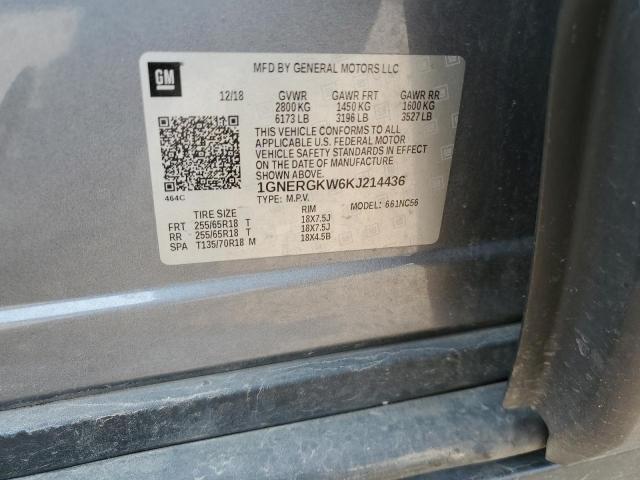 GM
MFD BY GENERAL MOTORS LLC
12/18 GVWR GAWR FRT GAWR RR
2800 KG 1450 KG 1600 KG
6173 LB 3196 LB 3527 LB
THIS VEHICLE CONFORMS TO ALL
APPLICABLE U.S. FEDERAL MOTOR
VEHICLE SAFETY STANDARDS IN EFFECT
ON THE DATE OF MANUFACTURE
SHOWN ABOVE.
464C
1GNERGKW6KJ214436
TYPE: M.P.V. MODEL: 661NC56
TIRE SIZE RIM
FRT 255/65R18 T 18X7.5J
RR 255/65R18 T 18X7.5J
SPA T135/70R18 M 18X4.5B